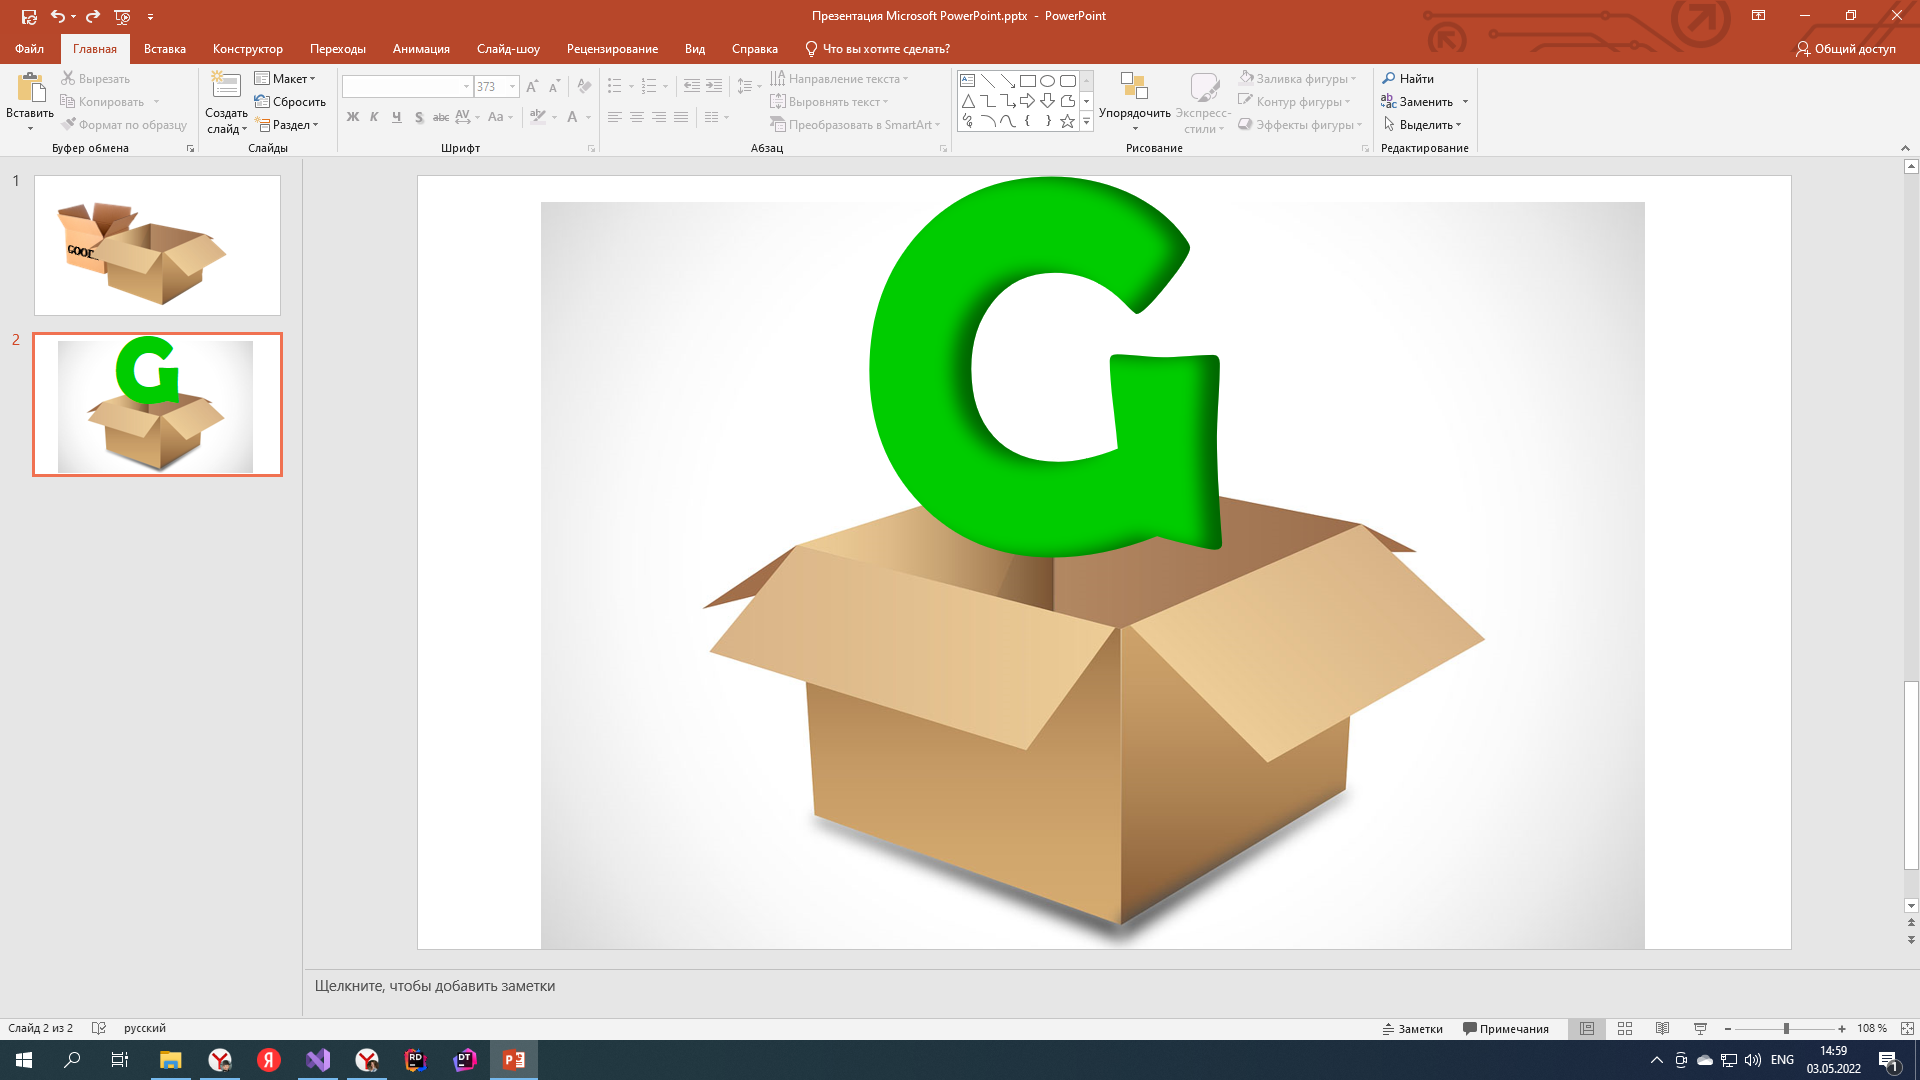 Презентация Microsoft PowerPoint.pptx - PowerPoint
Файл Главная Вставка Конструктор Переходы Анимация Слайд-шоу Рецензирование Вид Справка Что вы хотите сделать? Общий доступ
Вставить
Вырезать
Копировать
Формат по образцу
Буфер обмена
Создать слайд
Макет
Сбросить
Раздел
Слайды
373
Ж К Ч S abc AV Aa A
Шрифт
Направление текста
Выровнять текст
Преобразовать в SmartArt
Абзац
Упорядочить
Экспресс-стили
Заливка фигуры
Контур фигуры
Эффекты фигуры
Рисование
Найти
Заменить
Выделить
Редактирование
1
GOOD...
2
G
G
Щелкните, чтобы добавить заметки
Слайд 2 из 2 русский Заметки Примечания 108 %
ENG 14:59
03.05.2022
1